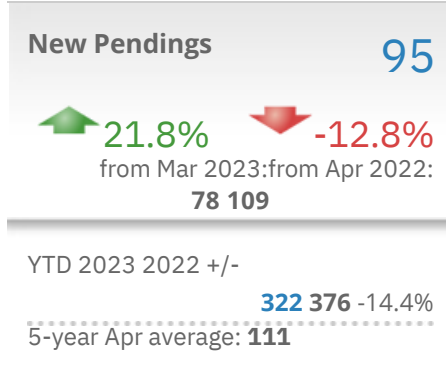 New Pendings 95
21.8% -12.8%
from Mar 2023:from Apr 2022:
78 109
YTD 2023 2022 +/-
322 376 -14.4%
5-year Apr average: 111